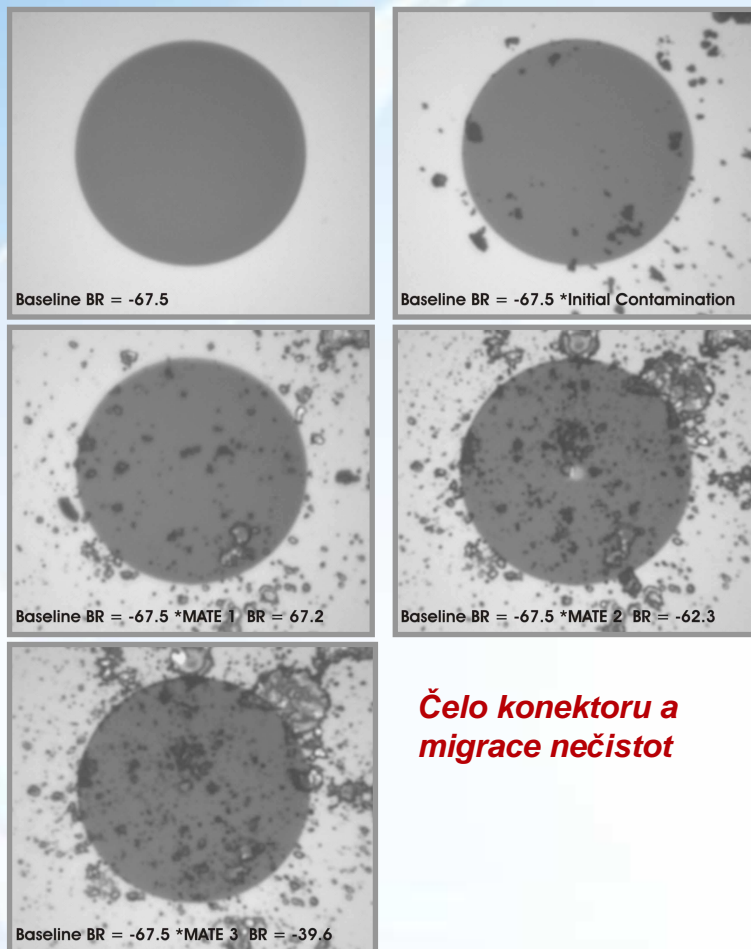 Baseline BR = -67.5
Baseline BR = -67.5 *Initial Contamination
Baseline BR = -67.5 *MATE 1  BR = 67.2
Baseline BR = -67.5 *MATE 2  BR = -62.3
Baseline BR = -67.5 *MATE 3  BR = -39.6
Čelo konektoru a
migrace nečistot